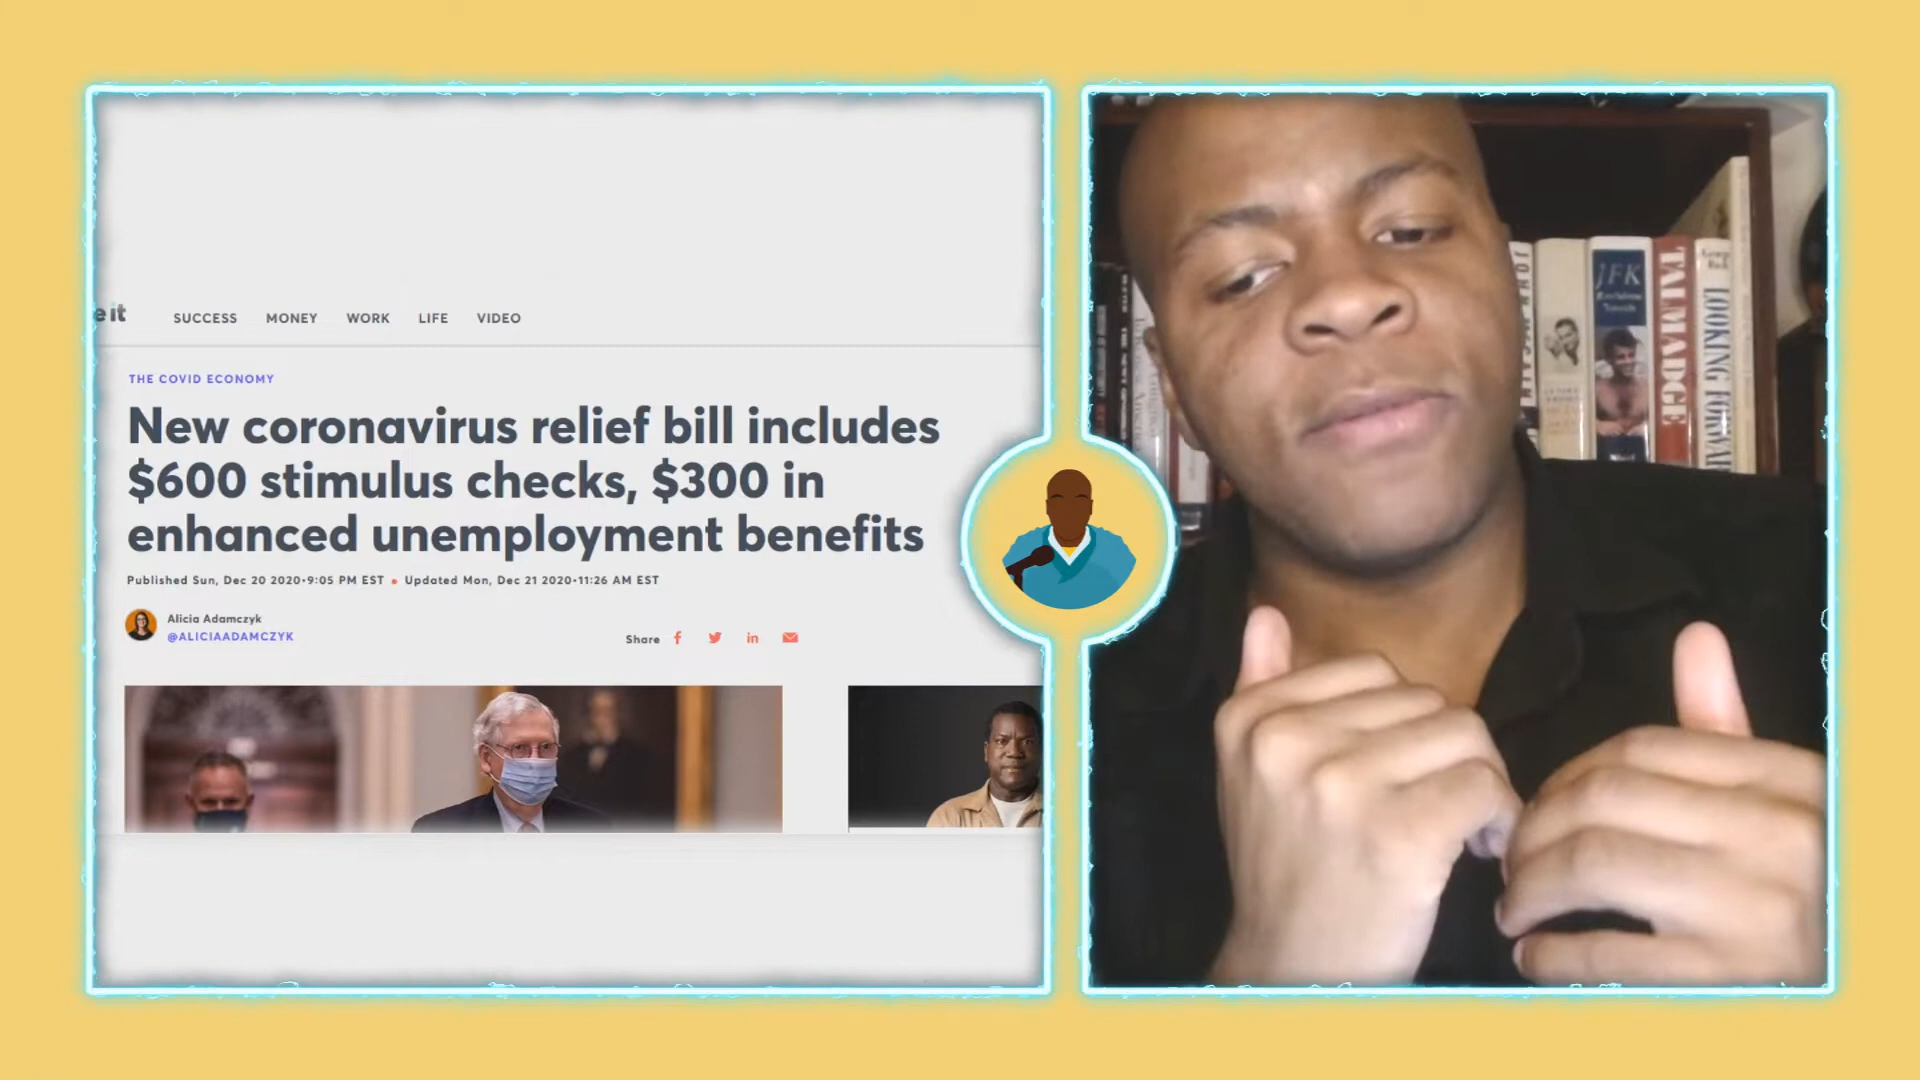 e it
SUCCESS MONEY WORK LIFE VIDEO
THE COVID ECONOMY
New coronavirus relief bill includes
$600 stimulus checks, $300 in
enhanced unemployment benefits
Published Sun, Dec 20 2020•9:05 PM EST • Updated Mon, Dec 21 2020•11:26 AM EST
Alicia Adamczyk
@ALICIAADAMCZYK
Share
JFK
TALMADGE
LOOKING FORWAR